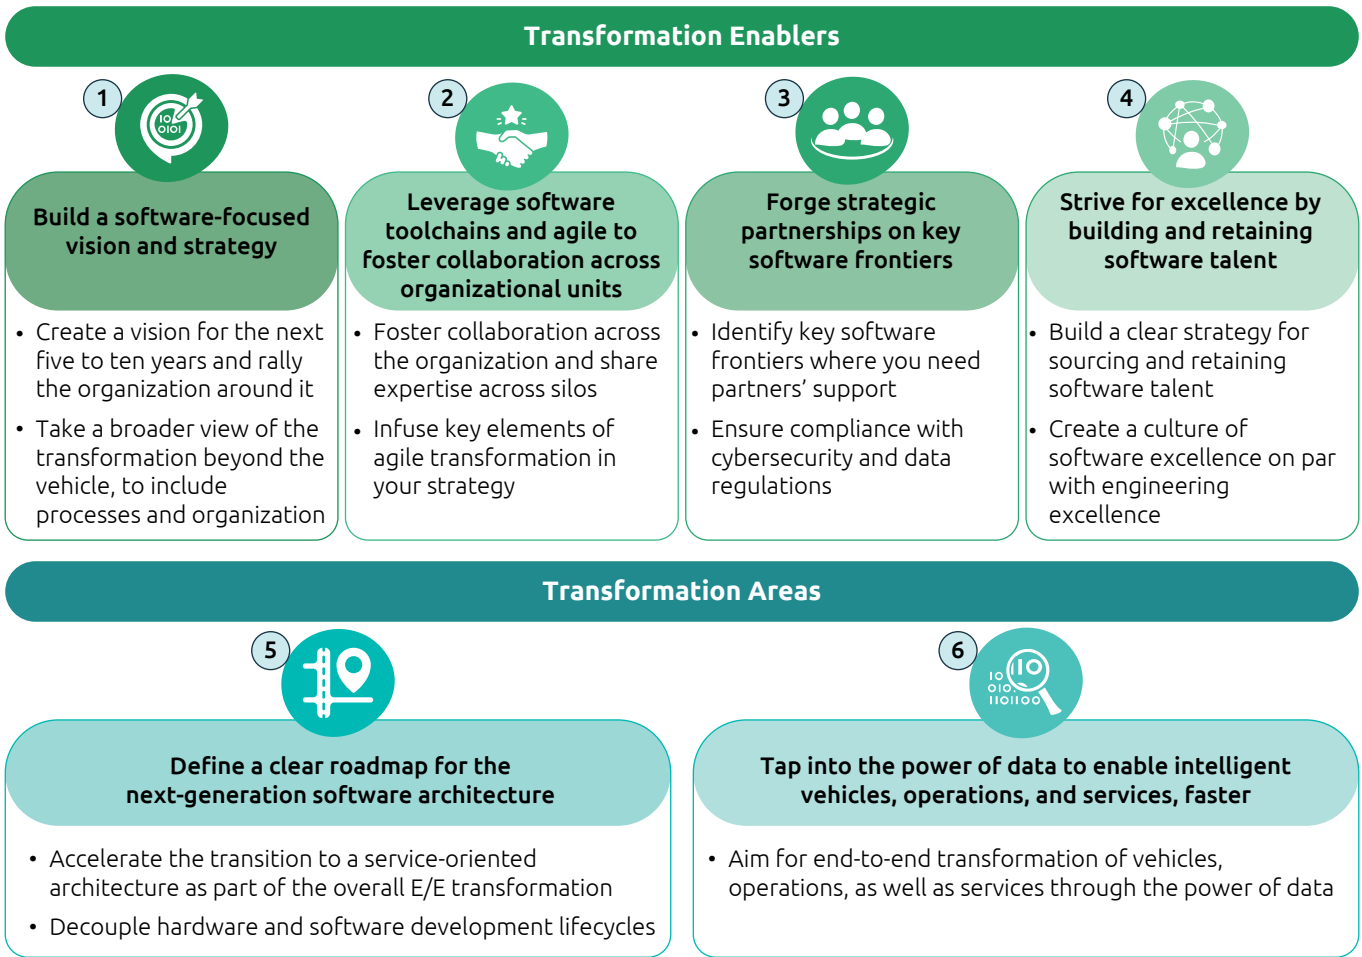 Transformation Enablers
1
Build a software-focused
vision and strategy
• Create a vision for the next
five to ten years and rally
the organization around it
• Take a broader view of the
transformation beyond the
vehicle, to include
processes and organization
2
Leverage software
toolchains and agile to
foster collaboration across
organizational units
• Foster collaboration across
the organization and share
expertise across silos
• Infuse key elements of
agile transformation in
your strategy
3
Forge strategic
partnerships on key
software frontiers
• Identify key software
frontiers where you need
partners’ support
• Ensure compliance with
cybersecurity and data
regulations
4
Strive for excellence by
building and retaining
software talent
• Build a clear strategy for
sourcing and retaining
software talent
• Create a culture of
software excellence on par
with engineering
excellence
Transformation Areas
5
Define a clear roadmap for the
next-generation software architecture
• Accelerate the transition to a service-oriented
architecture as part of the overall E/E transformation
• Decouple hardware and software development lifecycles
6
Tap into the power of data to enable intelligent
vehicles, operations, and services, faster
• Aim for end-to-end transformation of vehicles,
operations, as well as services through the power of data